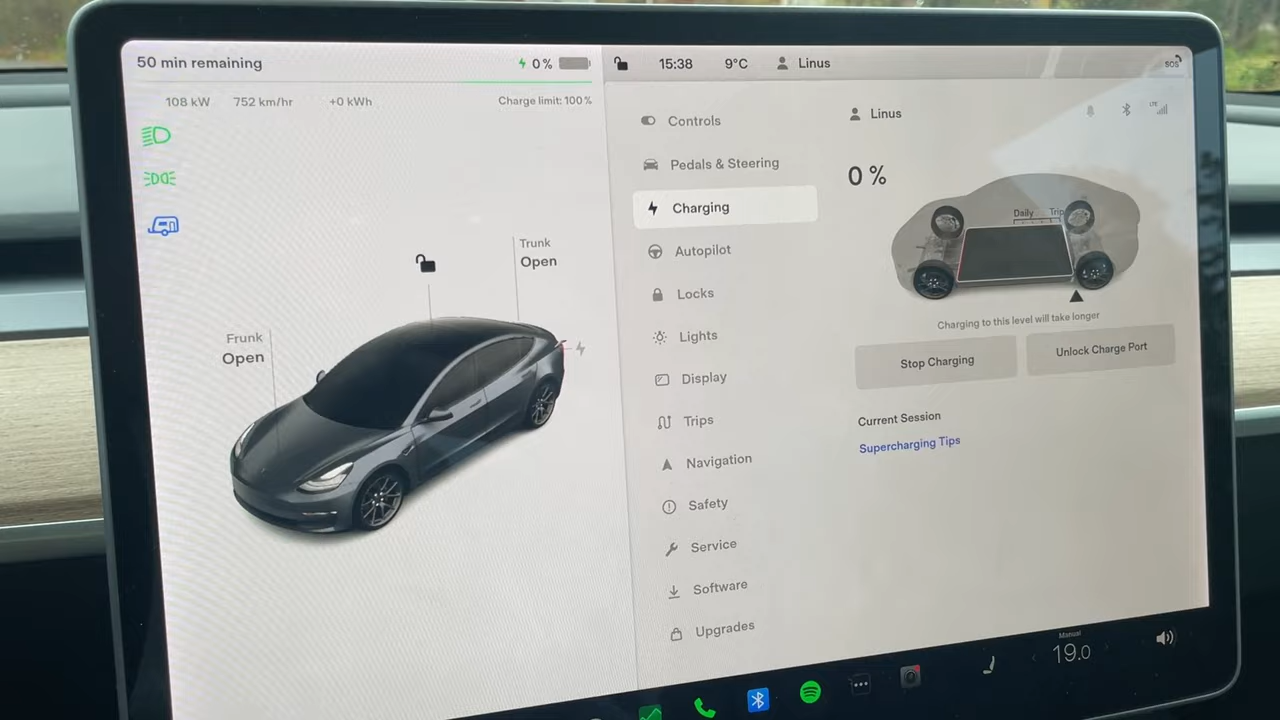 50 min remaining
0 %
15:38
9°C
Linus
SOS
108 kW
752 km/hr
+0 kWh
Charge limit: 100 %
Frunk
Open
Trunk
Open
Controls
Pedals & Steering
Charging
Autopilot
Locks
Lights
Display
Trips
Navigation
Safety
Service
Software
Upgrades
Linus
LTE
0 %
Daily
Trip
Charging to this level will take longer
Stop Charging
Unlock Charge Port
Current Session
Supercharging Tips
Manual
19.0